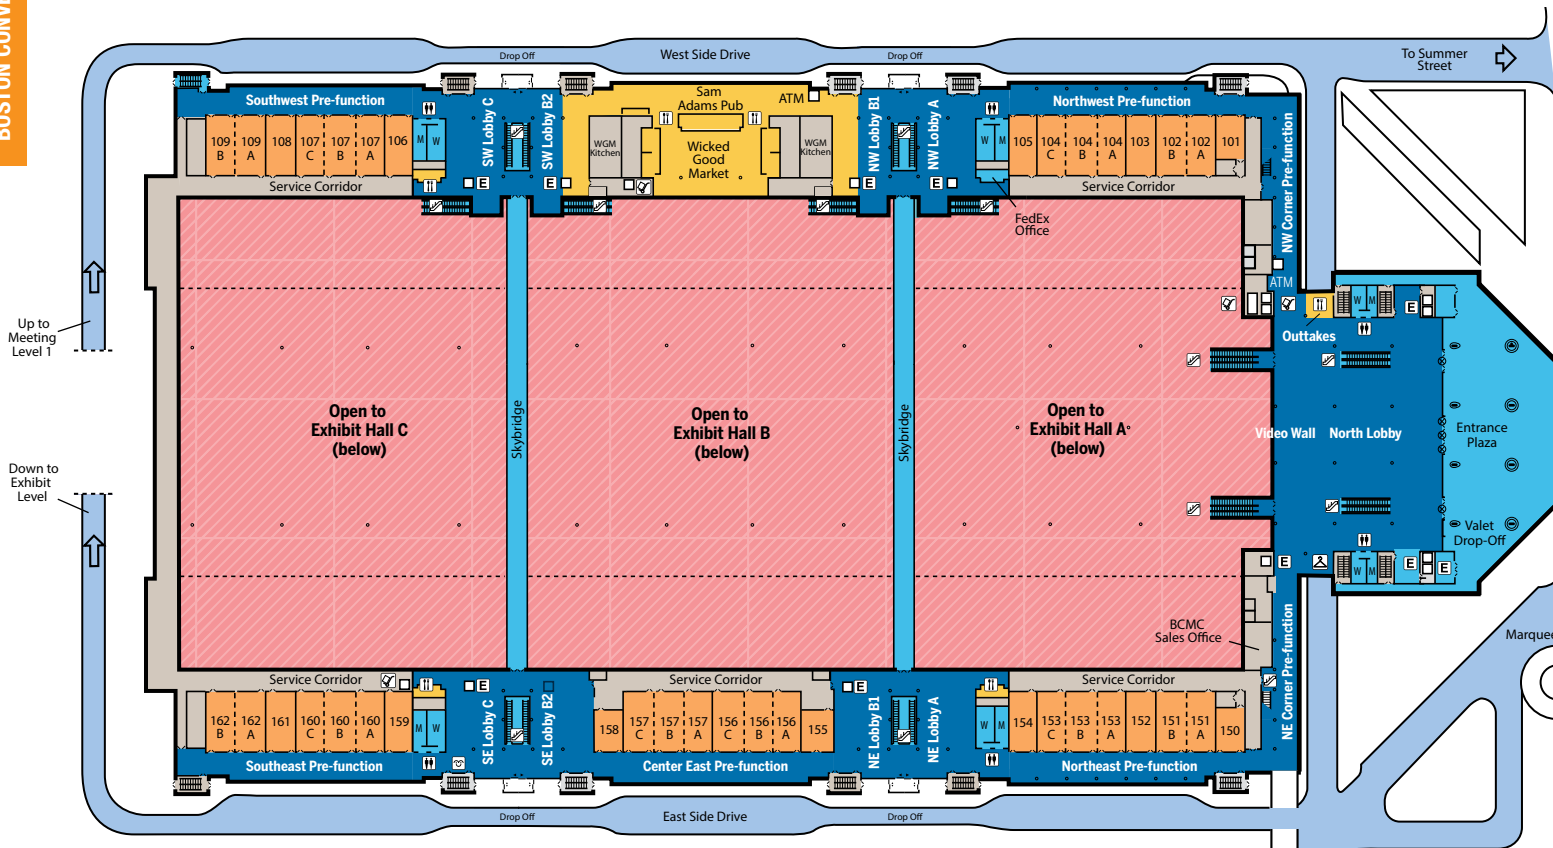 BOSTON CONVE
Drop Off
West Side Drive
Drop Off
To Summer
Street
Southwest Pre-function
SW Lobby C
SW Lobby B2
Sam
Adams Pub
ATM
NW Lobby B1
NW Lobby A
Northwest Pre-function
109
B
109
A
108
107
C
107
B
107
A
106
M
W
WGM
Kitchen
Wicked
Good
Market
WGM
Kitchen
W
M
105
104
C
104
B
104
A
103
102
B
102
A
101
Service Corridor
E
E
E
E
Service Corridor
NW Corner Pre-function
FedEx
Office
ATM
W
M
E
Outtakes
Up to
Meeting
Level 1
Open to
Exhibit Hall C
(below)
Skybridge
Open to
Exhibit Hall B
(below)
Skybridge
Open to
Exhibit Hall A
(below)
Video Wall
North Lobby
Entrance
Plaza
Down to
Exhibit
Level
Valet
Drop-Off
E
W
M
E
E
BCMC
Sales Office
Marquee
NE Corner Pre-function
Service Corridor
E
Service Corridor
E
Service Corridor
162
B
162
A
161
160
C
160
B
160
A
159
M
W
SE Lobby C
SE Lobby B2
158
157
C
157
B
157
A
156
C
156
B
156
A
155
NE Lobby B1
NE Lobby A
W
M
154
153
C
153
B
153
A
152
151
B
151
A
150
Southeast Pre-function
Center East Pre-function
Northeast Pre-function
Drop Off
East Side Drive
Drop Off